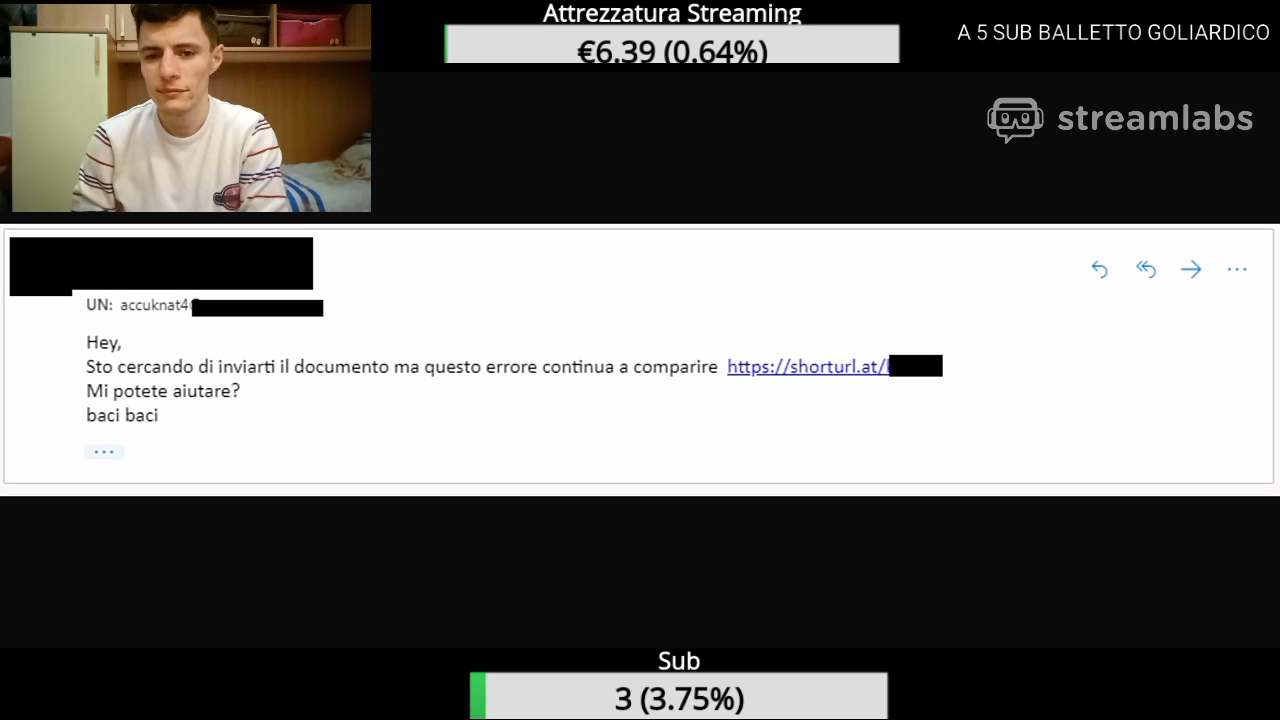 Attrezzatura Streaming
€6.39 (0.64%)
A 5 SUB BALLETTO GOLIARDICO
streamlabs
UN: accuknat4
Hey,
Sto cercando di inviarti il documento ma questo errore continua a comparire https://shorturl.at/
Mi potete aiutare?
baci baci
Sub
3 (3.75%)